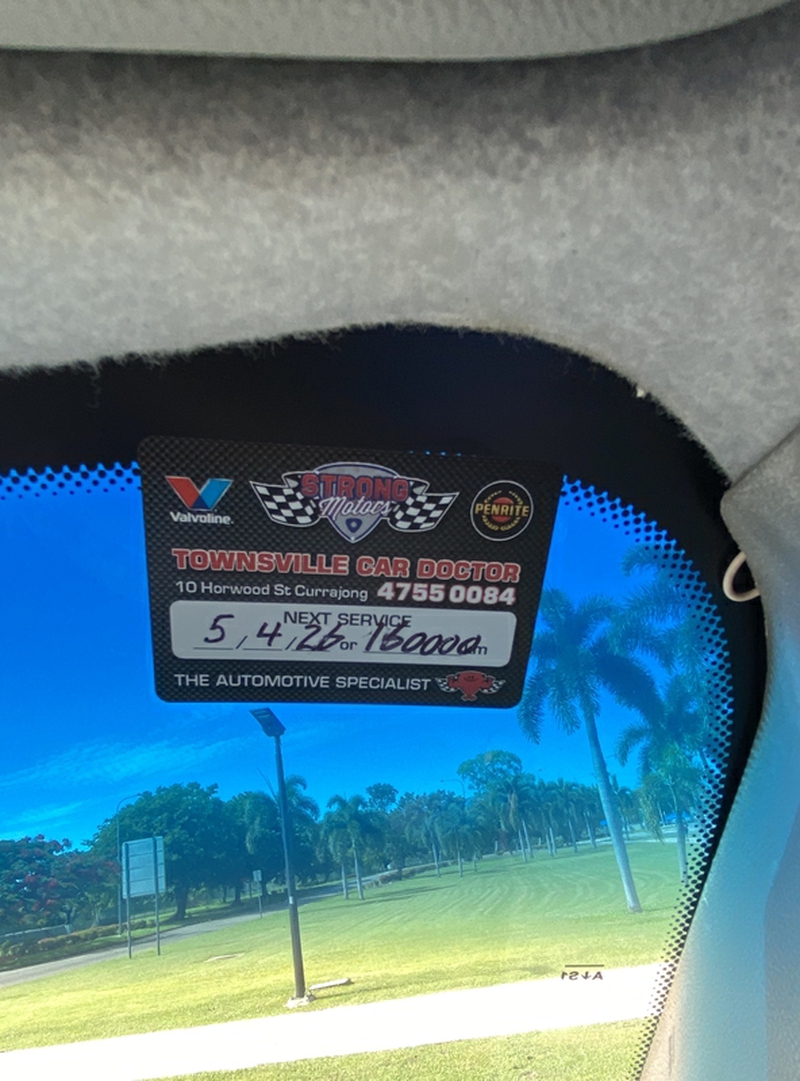 Valvoline
STRONG
Motors
PENRITE
TOWNSVILLE CAR DOCTOR
10 Horwood St Currajong 4755 0084
NEXT SERVICE
5 / 4 / 26 or 160000 km
THE AUTOMOTIVE SPECIALIST